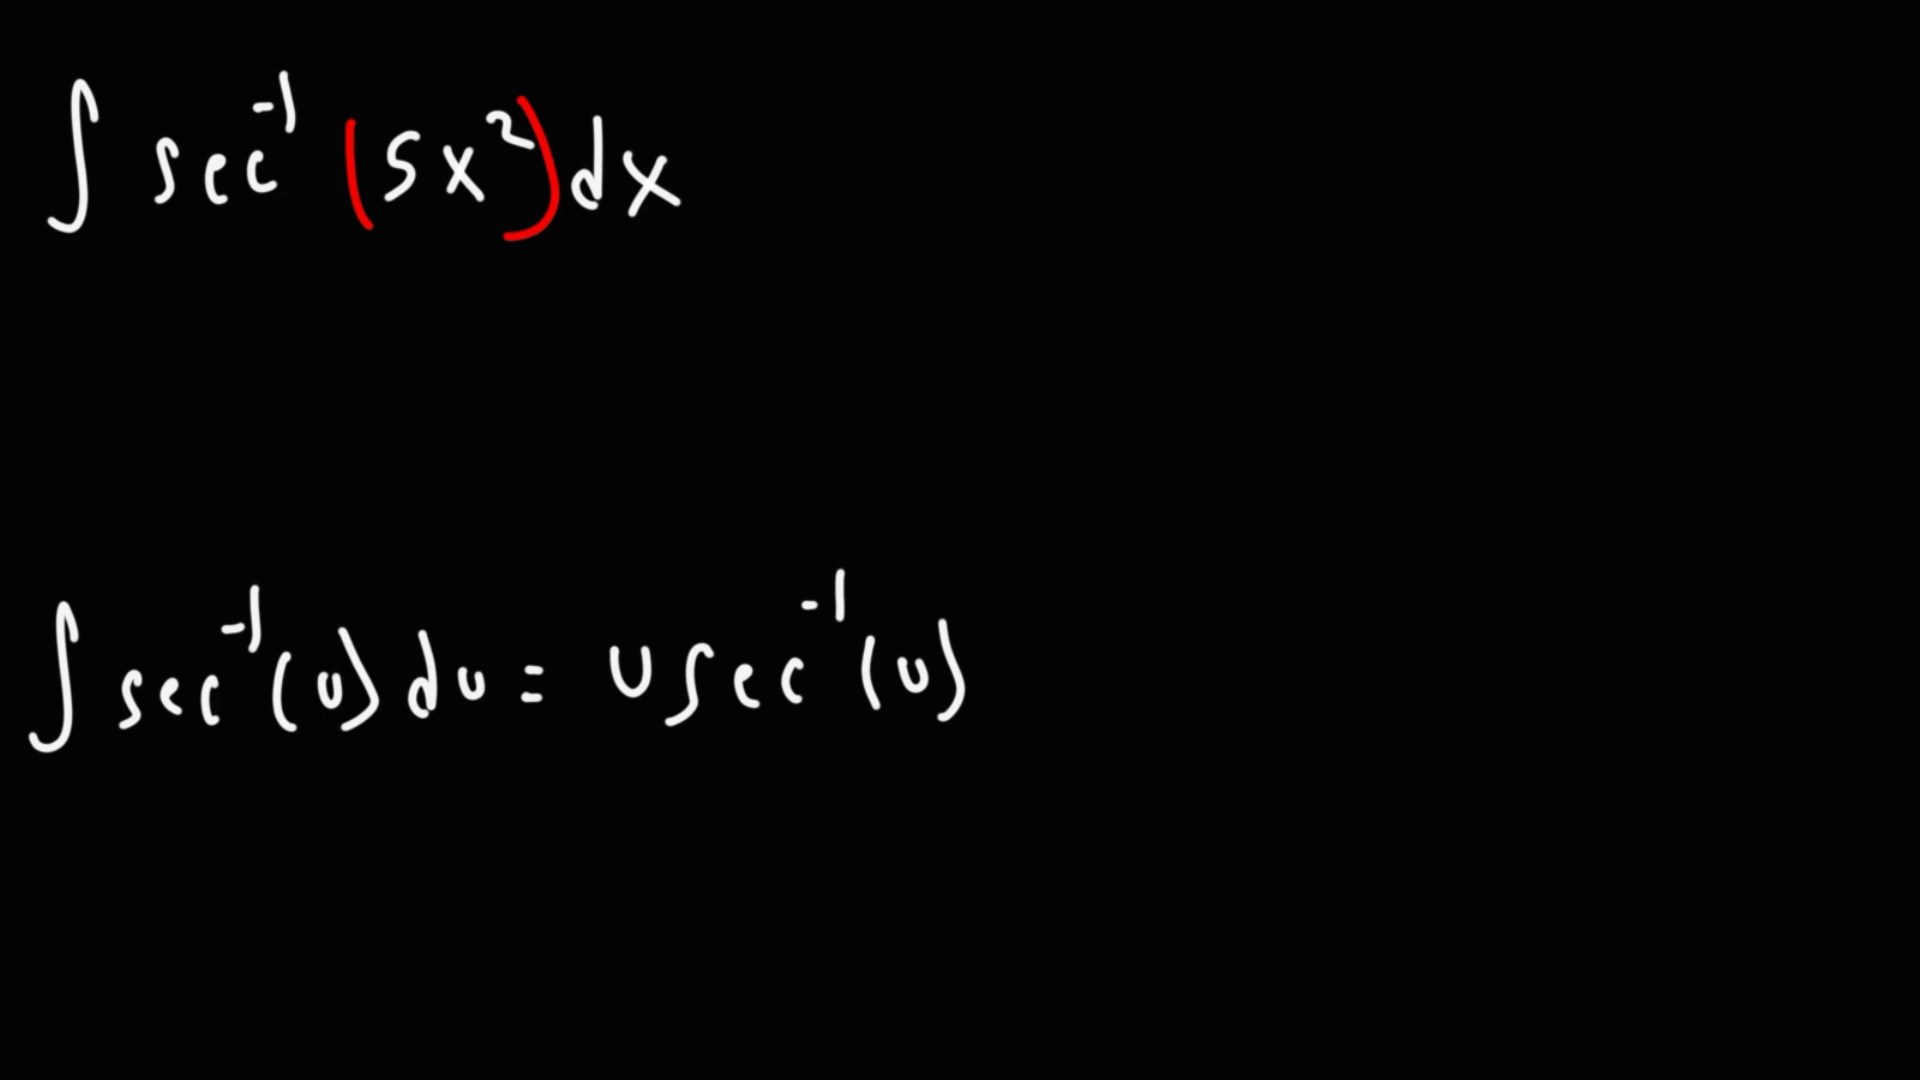 ∫ sec⁻¹ (5x²) dx
∫ sec⁻¹ (u) du = u sec⁻¹ (u)